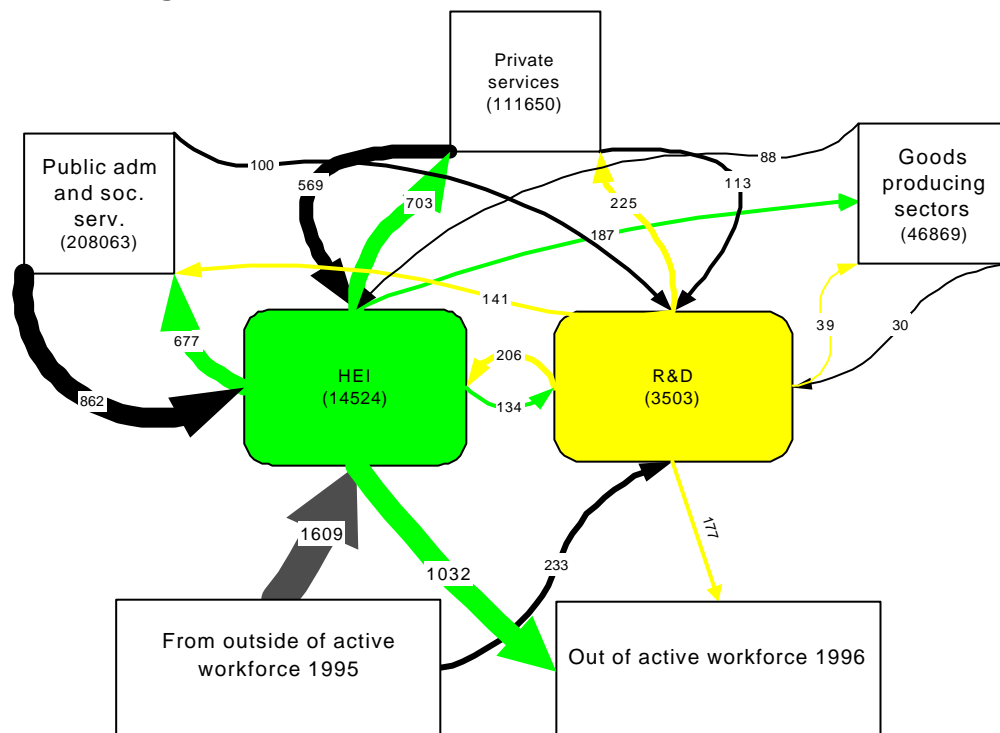 Private
services
(111650)
Public adm
and soc.
serv.
(208063)
Goods
producing
sectors
(46869)
100
88
569
703
225
113
187
141
677
206
39
30
862
134
HEI
(14524)
R&D
(3503)
1609
1032
233
177
From outside of active
workforce 1995
Out of active workforce 1996